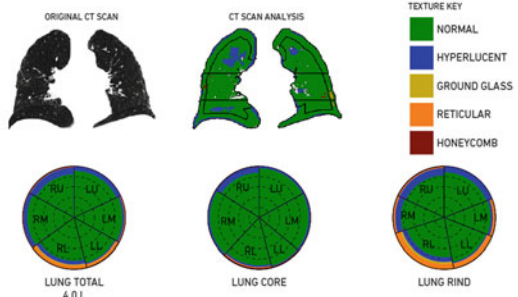 ORIGINAL CT SCAN
CT SCAN ANALYSIS
TEXTURE KEY
NORMAL
HYPERLUCENT
GROUND GLASS
RETICULAR
HONEYCOMB
RU LU
RM LM
RL LL
LUNG TOTAL
4.0 L
RU LU
RM LM
RL LL
LUNG CORE
RU LU
RM LM
RL LL
LUNG RIND